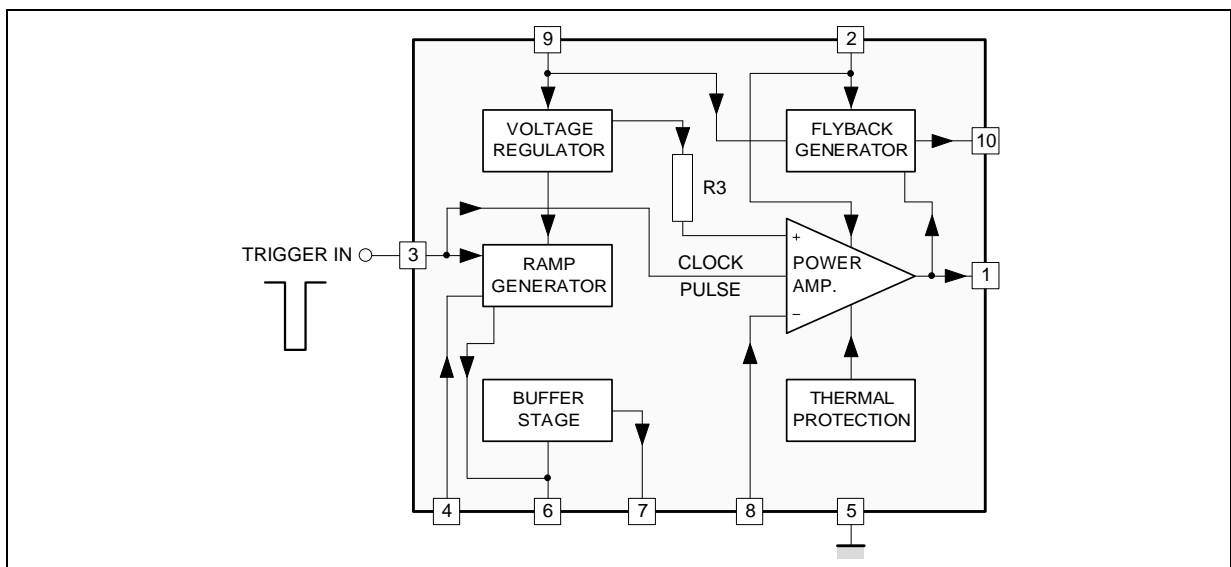 9
2
VOLTAGE
REGULATOR
FLYBACK
GENERATOR
10
R3
TRIGGER IN
3
RAMP
GENERATOR
CLOCK
PULSE
+
POWER
AMP.
−
1
BUFFER
STAGE
THERMAL
PROTECTION
4
6
7
8
5